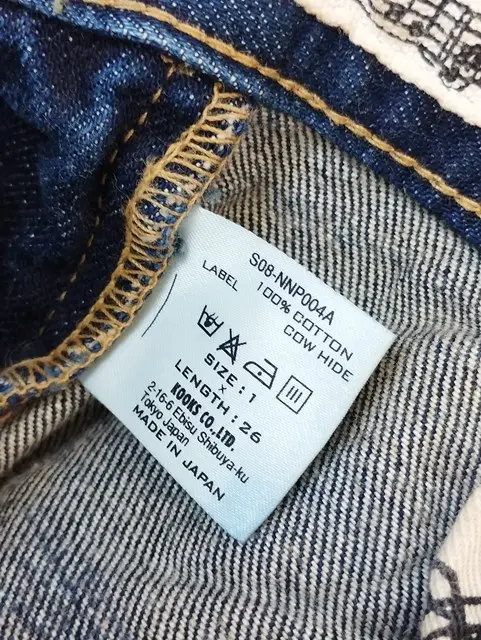 S08-NNP004A
100% COTTON
LABEL COW HIDE
SIZE : 1
X
LENGTH : 26
KOOKS CO.,LTD.
2-16-6 Ebisu Shibuya-ku
Tokyo Japan
MADE IN JAPAN